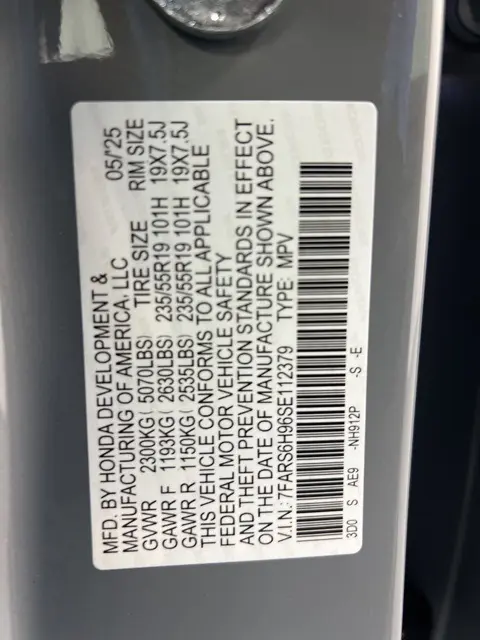 MFD. BY HONDA DEVELOPMENT &
MANUFACTURING OF AMERICA, LLC 05/'25
GVWR 2300KG( 5070LBS) TIRE SIZE RIM SIZE
GAWR F 1193KG( 2630LBS) 235/55R19 101H 19X7.5J
GAWR R 1150KG( 2535LBS) 235/55R19 101H 19X7.5J
THIS VEHICLE CONFORMS TO ALL APPLICABLE
FEDERAL MOTOR VEHICLE SAFETY
AND THEFT PREVENTION STANDARDS IN EFFECT
ON THE DATE OF MANUFACTURE SHOWN ABOVE.
V.I.N.: 7FARS6H96SE112379 TYPE: MPV
3D0 S AE9 -NH912P -S -E